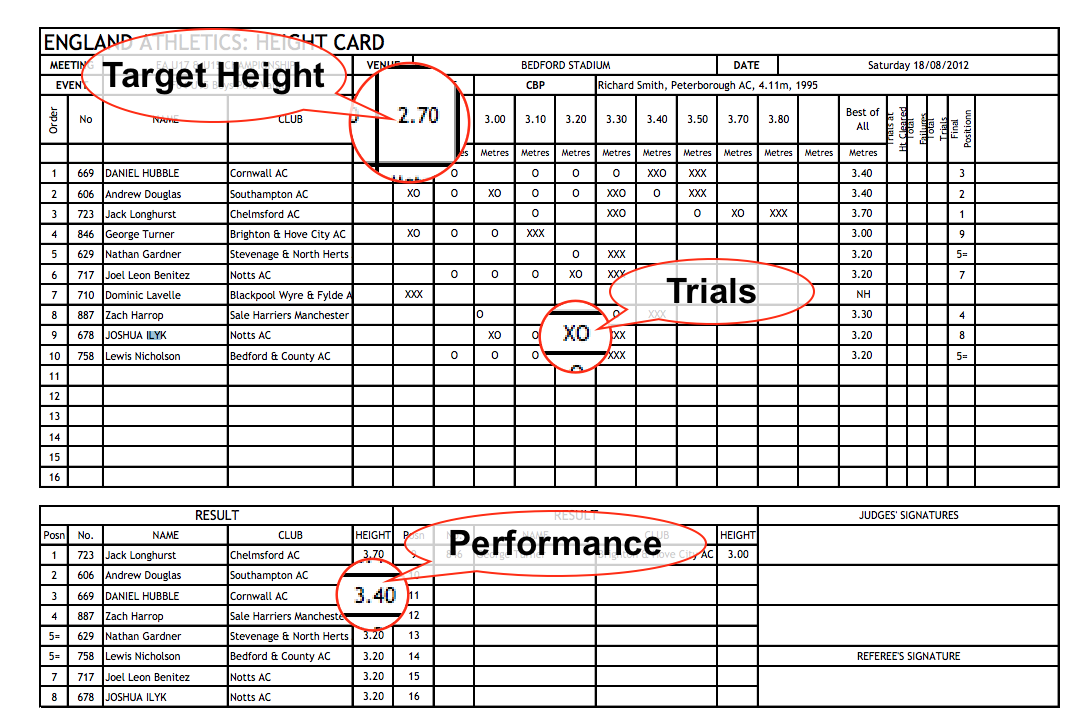 ENGLAND ATHLETICS: HEIGHT CARD
MEETING VENUE BEDFORD STADIUM DATE Saturday 18/08/2012
Target Height
EVENT CBP Richard Smith, Peterborough AC, 4.11m, 1995
Order No NAME CLUB 2.70 3.00 3.10 3.20 3.30 3.40 3.50 3.70 3.80 Best of All Trials at Ht Cleared Total Failures Total Trials Final Positionn
Metres Metres Metres Metres Metres Metres Metres Metres Metres Metres
1 669 DANIEL HUBBLE Cornwall AC O O O O XXO XXX 3.40 3
2 606 Andrew Douglas Southampton AC XO O XO O O XXO O XXX 3.40 2
3 723 Jack Longhurst Chelmsford AC O XXO O XO XXX 3.70 1
4 846 George Turner Brighton & Hove City AC XO O O XXX 3.00 9
5 629 Nathan Gardner Stevenage & North Herts O XXX 3.20 5=
6 717 Joel Leon Benitez Notts AC O O O XO XXX 3.20 7
7 710 Dominic Lavelle Blackpool Wyre & Fylde A XXX NH
Trials
8 887 Zach Harrop Sale Harriers Manchester O O XXX 3.30 4
9 678 JOSHUA ILYK Notts AC XO O XO XXX 3.20 8
10 758 Lewis Nicholson Bedford & County AC O O O O XXX 3.20 5=
11
12
13
14
15
16
RESULT RESULT JUDGES' SIGNATURES
Posn No. NAME CLUB HEIGHT Posn NAME CLUB HEIGHT
Performance
1 723 Jack Longhurst Chelmsford AC 3.70 9 846 Hove City AC 3.00
2 606 Andrew Douglas Southampton AC
3 669 DANIEL HUBBLE Cornwall AC 3.40 11
4 887 Zach Harrop Sale Harriers Mancheste 12
5= 629 Nathan Gardner Stevenage & North Herts 3.20 13
5= 758 Lewis Nicholson Bedford & County AC 3.20 14 REFEREE'S SIGNATURE
7 717 Joel Leon Benitez Notts AC 3.20 15
8 678 JOSHUA ILYK Notts AC 3.20 16